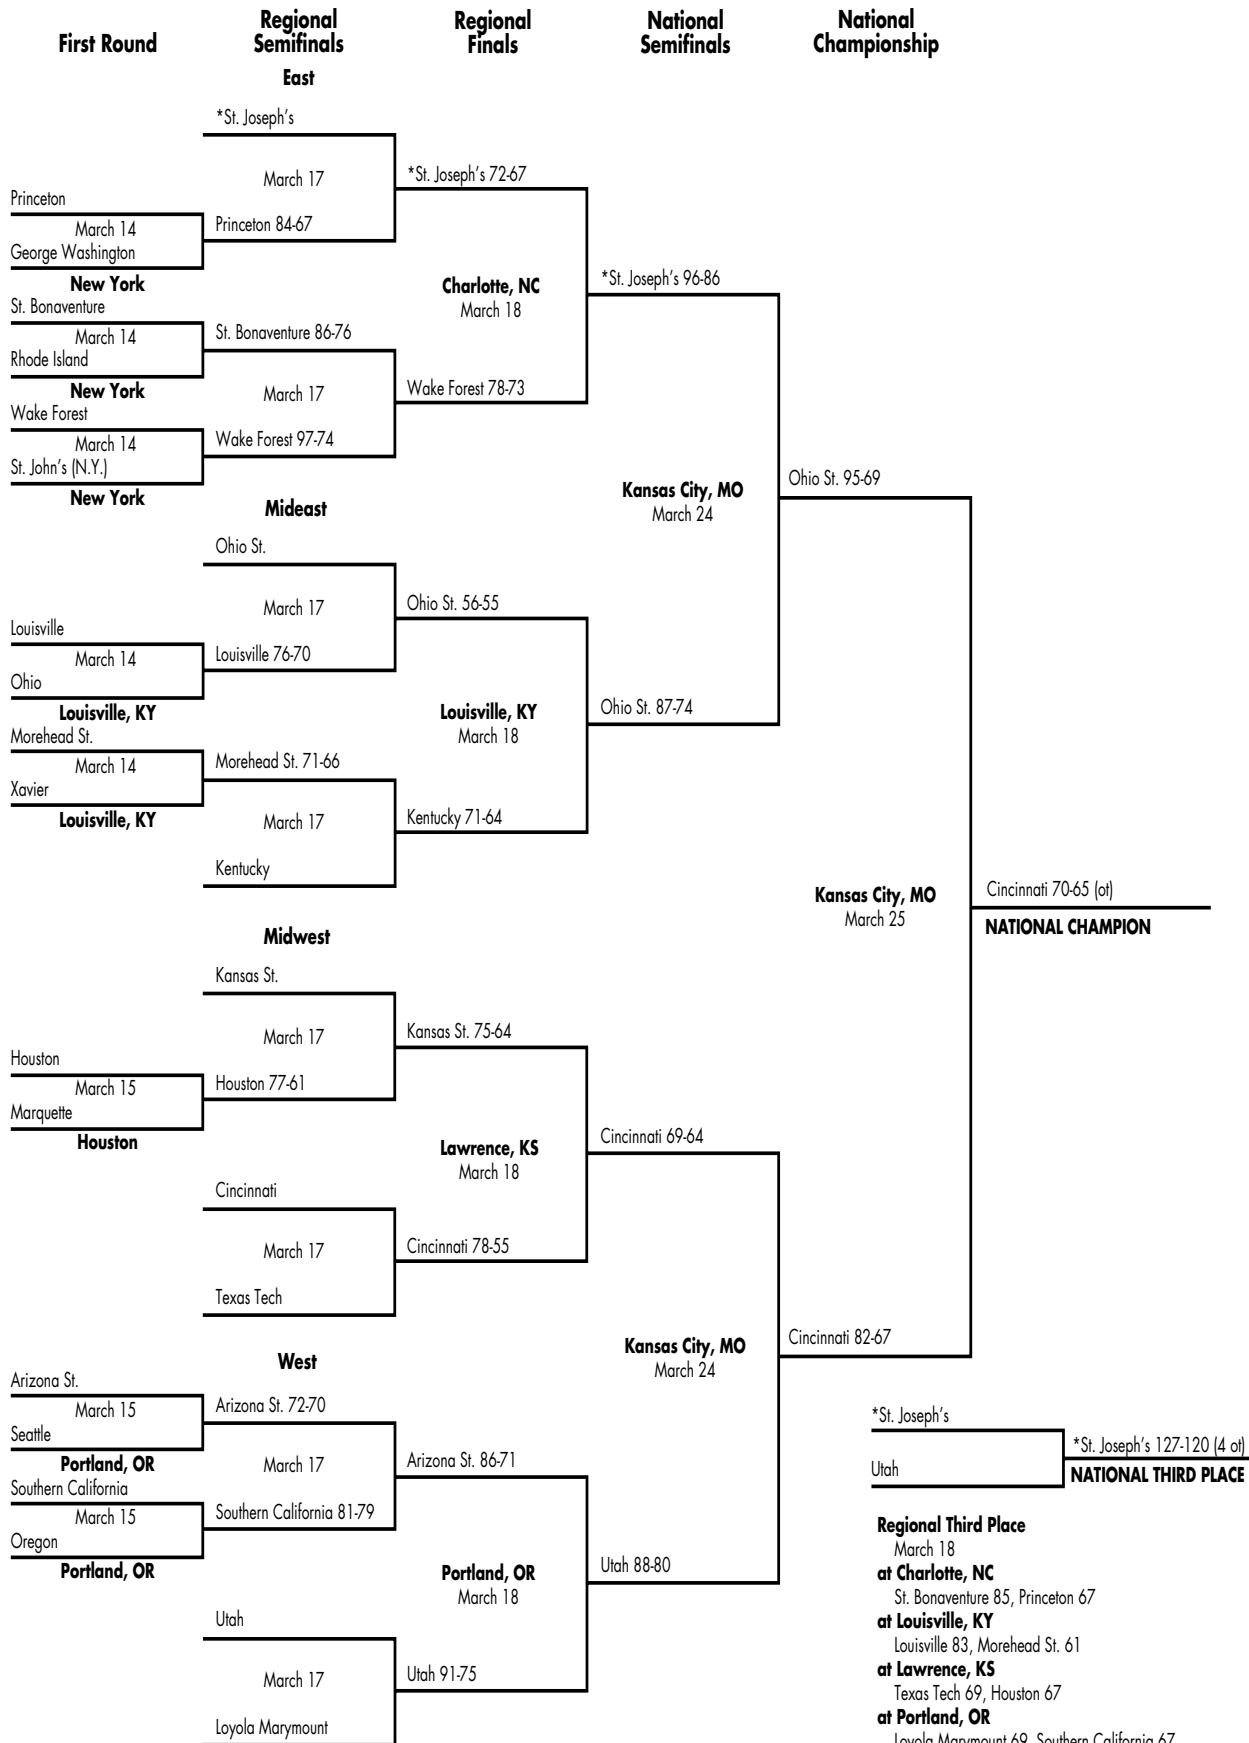 First Round
Regional
Semifinals
Regional
Finals
National
Semifinals
National
Championship
East
*St. Joseph's
March 17
*St. Joseph's 72-67
Princeton
March 14
George Washington
New York
Princeton 84-67
Charlotte, NC
March 18
*St. Joseph's 96-86
St. Bonaventure
March 14
Rhode Island
New York
St. Bonaventure 86-76
March 17
Wake Forest 78-73
Wake Forest
March 14
St. John's (N.Y.)
New York
Wake Forest 97-74
Kansas City, MO
March 24
Ohio St. 95-69
Mideast
Ohio St.
March 17
Ohio St. 56-55
Louisville
March 14
Ohio
Louisville, KY
Louisville 76-70
Louisville, KY
March 18
Ohio St. 87-74
Morehead St.
March 14
Xavier
Louisville, KY
Morehead St. 71-66
March 17
Kentucky 71-64
Kentucky
Kansas City, MO
March 25
Cincinnati 70-65 (ot)
NATIONAL CHAMPION
Midwest
Kansas St.
March 17
Kansas St. 75-64
Houston
March 15
Marquette
Houston
Houston 77-61
Lawrence, KS
March 18
Cincinnati 69-64
Cincinnati
March 17
Cincinnati 78-55
Texas Tech
Kansas City, MO
March 24
Cincinnati 82-67
West
Arizona St.
March 15
Seattle
Portland, OR
Arizona St. 72-70
March 17
Arizona St. 86-71
Southern California
March 15
Oregon
Portland, OR
Southern California 81-79
Portland, OR
March 18
Utah 88-80
Utah
March 17
Utah 91-75
Loyola Marymount
*St. Joseph's
Utah
*St. Joseph's 127-120 (4 ot)
NATIONAL THIRD PLACE
Regional Third Place
March 18
at Charlotte, NC
St. Bonaventure 85, Princeton 67
at Louisville, KY
Louisville 83, Morehead St. 61
at Lawrence, KS
Texas Tech 69, Houston 67
at Portland, OR
Loyola Marymount 69, Southern California 67